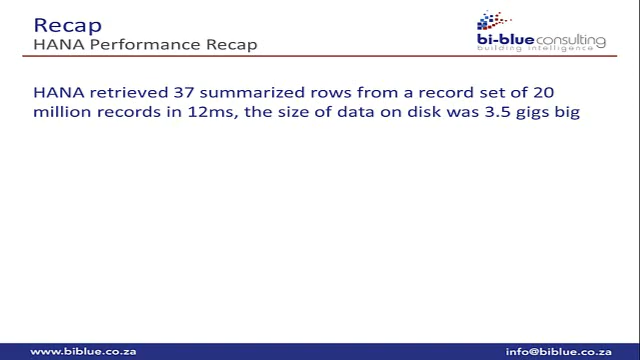 Recap
HANA Performance Recap
bi-blueconsulting
building intelligence
HANA retrieved 37 summarized rows from a record set of 20
million records in 12ms, the size of data on disk was 3.5 gigs big
www.biblue.co.za
info@biblue.co.za